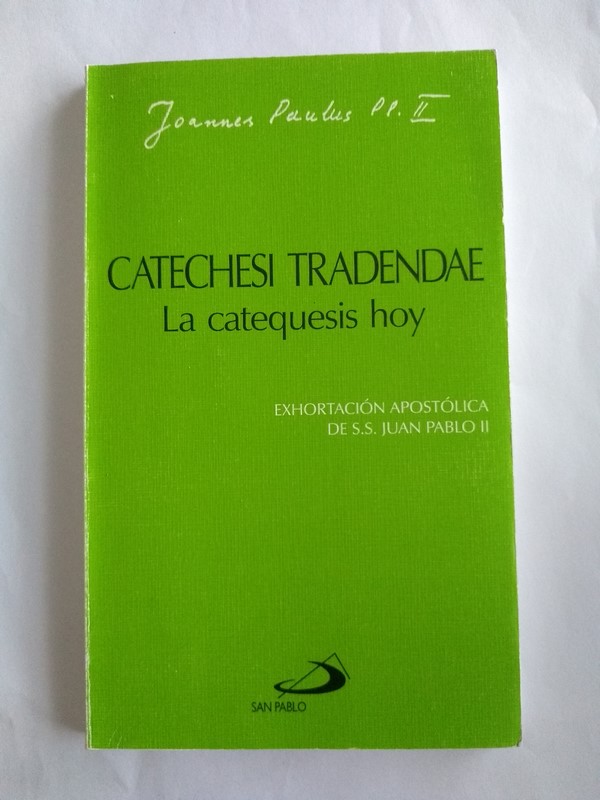 Joannes Paulus PP. II
CATECHESI TRADENDAE
La catequesis hoy
EXHORTACIÓN APOSTÓLICA
DE S.S. JUAN PABLO II
SAN PABLO